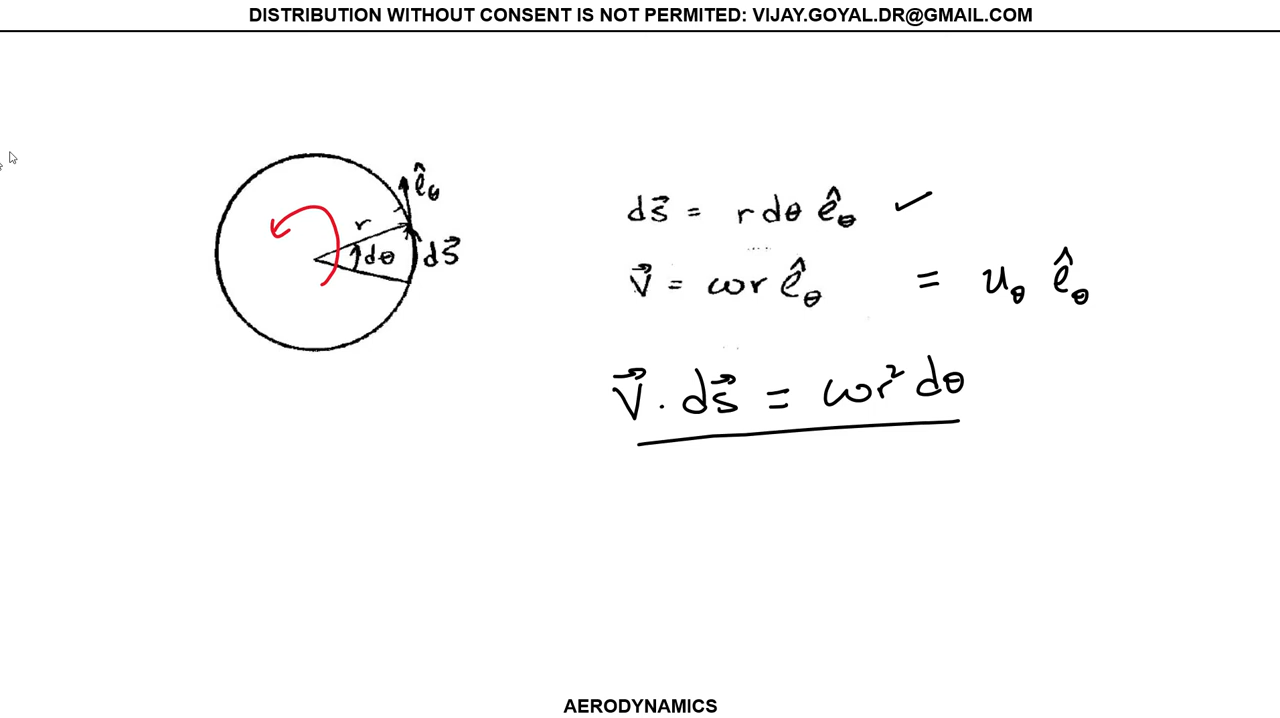 DISTRIBUTION WITHOUT CONSENT IS NOT PERMITTED: VIJAY.GOYAL.DR@GMAIL.COM
ê_θ
r
dθ
ds⃗
ds⃗ = r dθ ê_θ ✓
V⃗ = ωr ê_θ = u_θ ê_θ
V⃗ · ds⃗ = ωr² dθ
AERODYNAMICS